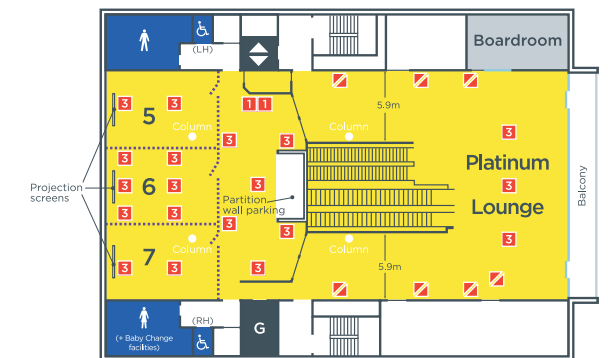 Boardroom
(LH)
3
3
1
1
5.9m
5
Column
Column
3
3
3
3
3
Platinum
3
6
3
3
3
Projection
screens
Partition
wall parking
Lounge
Balcony
3
3
3
3
Column
Column
3
7
3
3
3
5.9m
(RH)
G
(+ Baby Change
facilities)